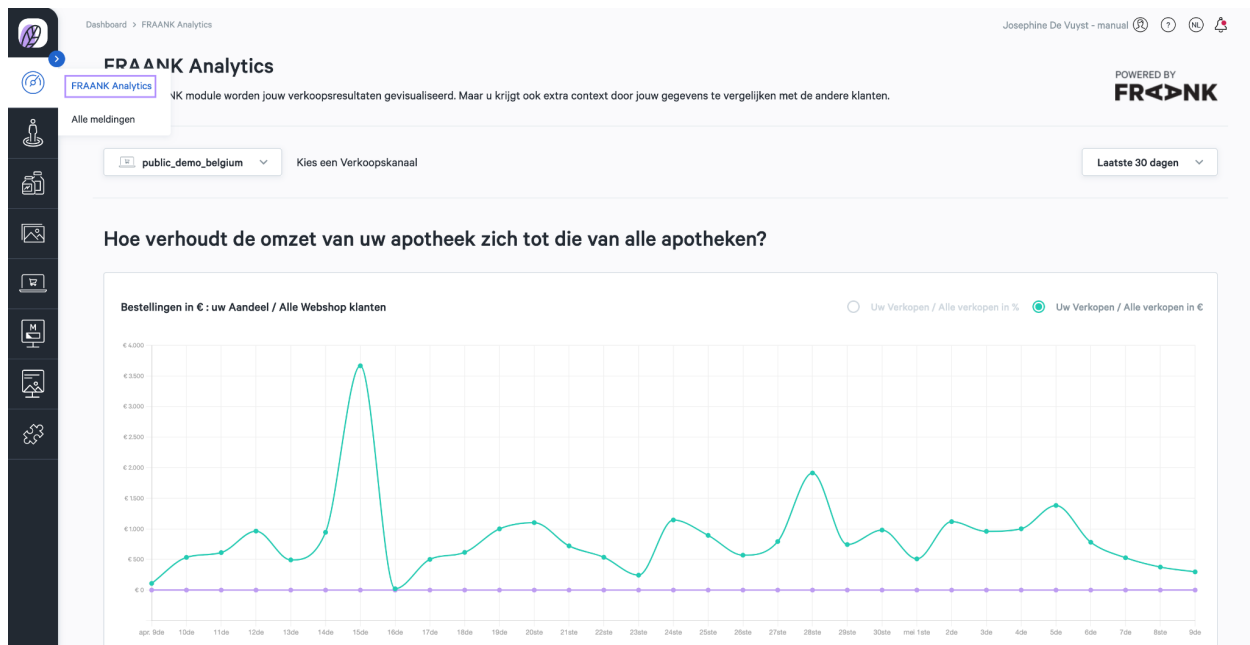 Dashboard > FRAANK Analytics
Josephine De Vuyst - manual
?
NL
FRAANK Analytics
FRAANK Analytics
NK module worden jouw verkoopsresultaten gevisualiseerd. Maar u krijgt ook extra context door jouw gegevens te vergelijken met de andere klanten.
Alle meldingen
POWERED BY
FRAANK
public_demo_belgium
Kies een Verkoopskanaal
Laatste 30 dagen
Hoe verhoudt de omzet van uw apotheek zich tot die van alle apotheken?
Bestellingen in € : uw Aandeel / Alle Webshop klanten
Uw Verkopen / Alle verkopen in %
Uw Verkopen / Alle verkopen in €
€ 4.000
€ 3.500
€ 3.000
€ 2.500
€ 2.000
€ 1.500
€ 1.000
€ 500
€ 0
apr. 9de 10de 11de 12de 13de 14de 15de 16de 17de 18de 19de 20ste 21ste 22ste 23ste 24ste 25ste 26ste 27ste 28ste 29ste 30ste mei 1ste 2de 3de 4de 5de 6de 7de 8ste 9de
M